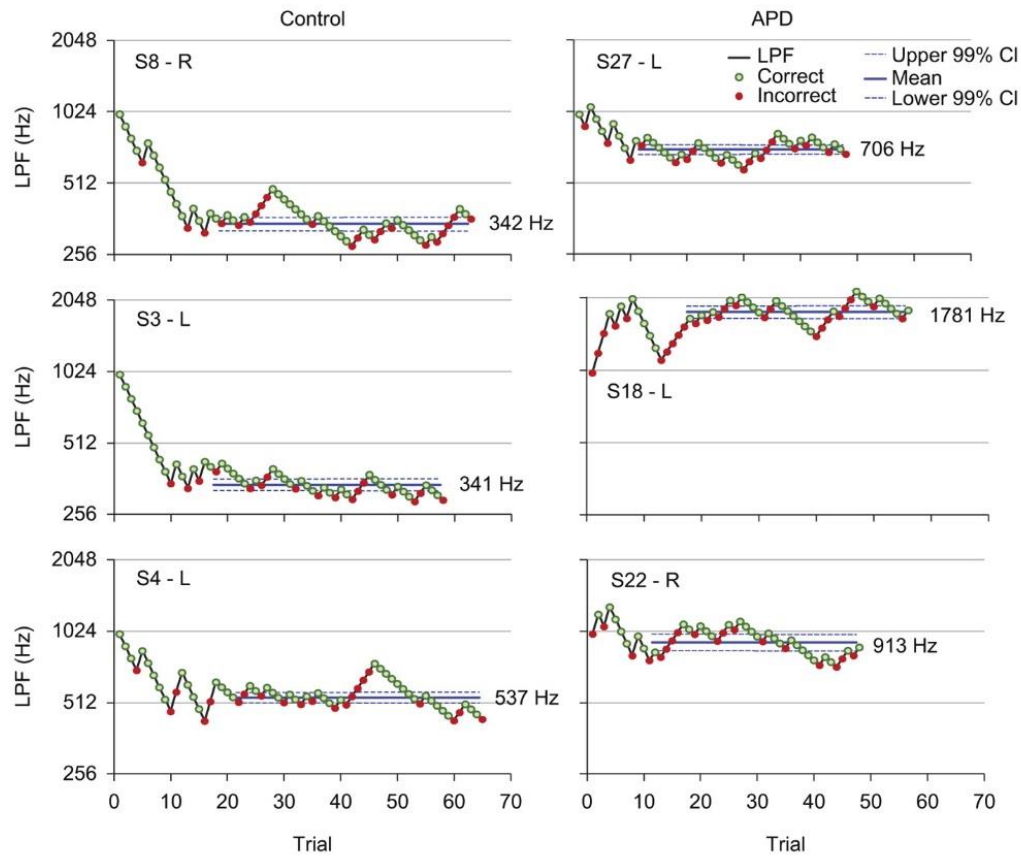 Control
APD
2048
1024
512
256
LPF (Hz)
S8 - R
342 Hz
S27 - L
LPF
Correct
Incorrect
Upper 99% CI
Mean
Lower 99% CI
706 Hz
2048
1024
512
256
LPF (Hz)
S3 - L
341 Hz
S18 - L
1781 Hz
2048
1024
512
256
LPF (Hz)
S4 - L
537 Hz
S22 - R
913 Hz
0 10 20 30 40 50 60 70
0 10 20 30 40 50 60 70
Trial
Trial